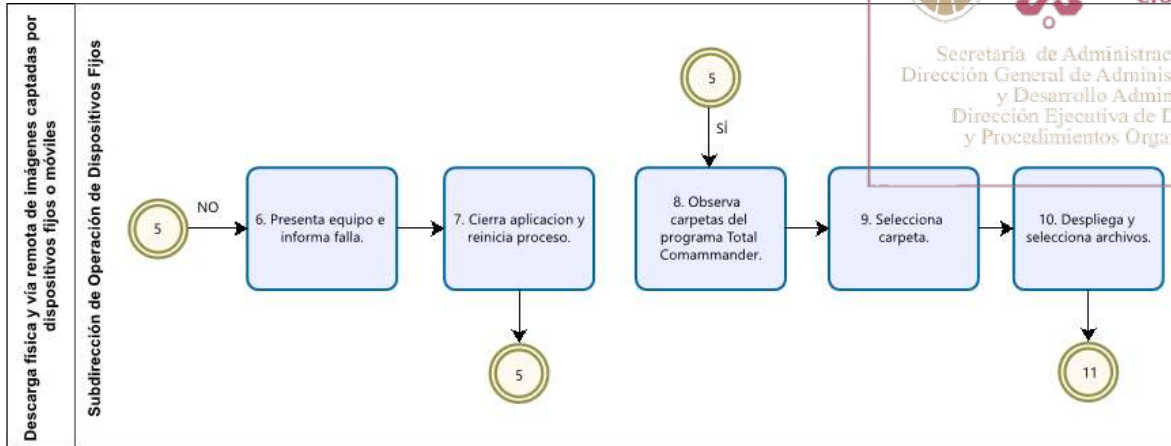 Descarga física y vía remota de imágenes captadas por
dispositivos fijos o móviles
Subdirección de Operación de Dispositivos Fijos
5
NO
6. Presenta equipo e
informa falla.
7. Cierra aplicacion y
reinicia proceso.
5
5
SÍ
8. Observa
carpetas del
programa Total
Comammander.
9. Selecciona
carpeta.
10. Despliega y
selecciona archivos.
11
Secretaría de Administrac
Dirección General de Adminis
y Desarrollo Admin
Dirección Ejecutiva de D
y Procedimientos Orga